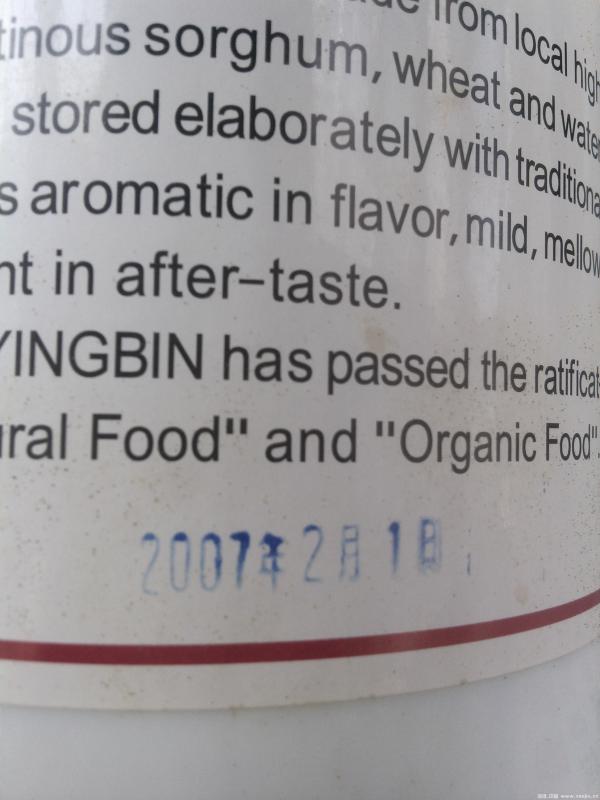 from local high
tinous sorghum, wheat and water
stored elaborately with traditiona
s aromatic in flavor, mild, mellow
nt in after-taste.
YINGBIN has passed the ratificat
ural Food" and "Organic Food".
2007年2月1日